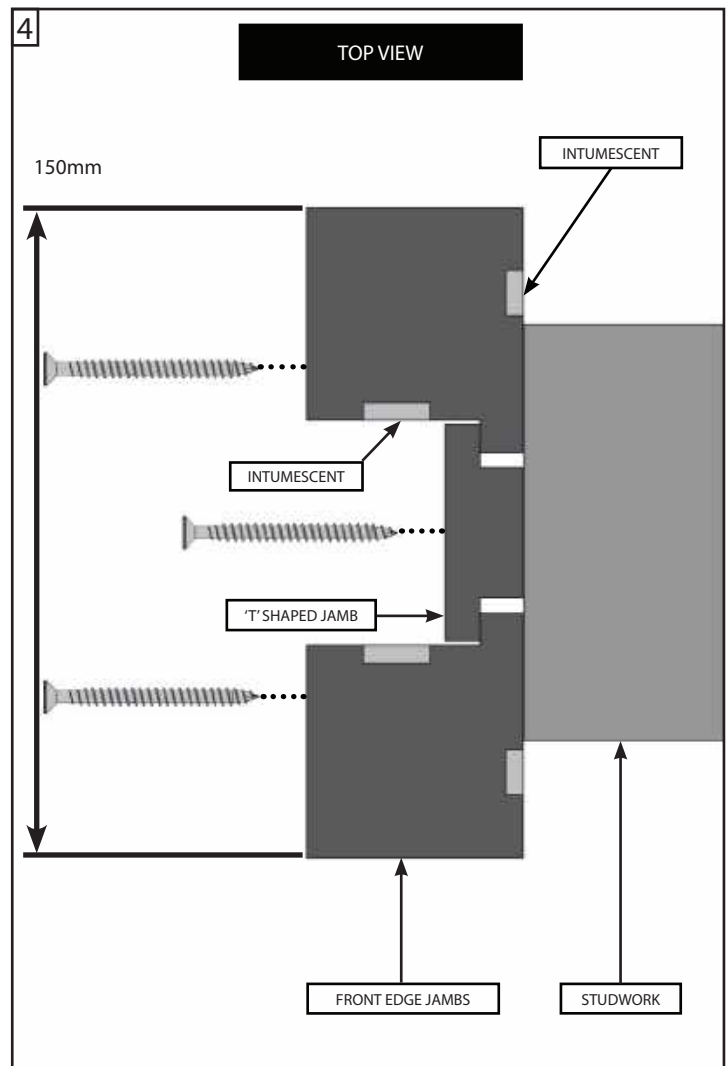 4
TOP VIEW
INTUMESCENT
150mm
INTUMESCENT
‘T’ SHAPED JAMB
FRONT EDGE JAMBS
STUDWORK